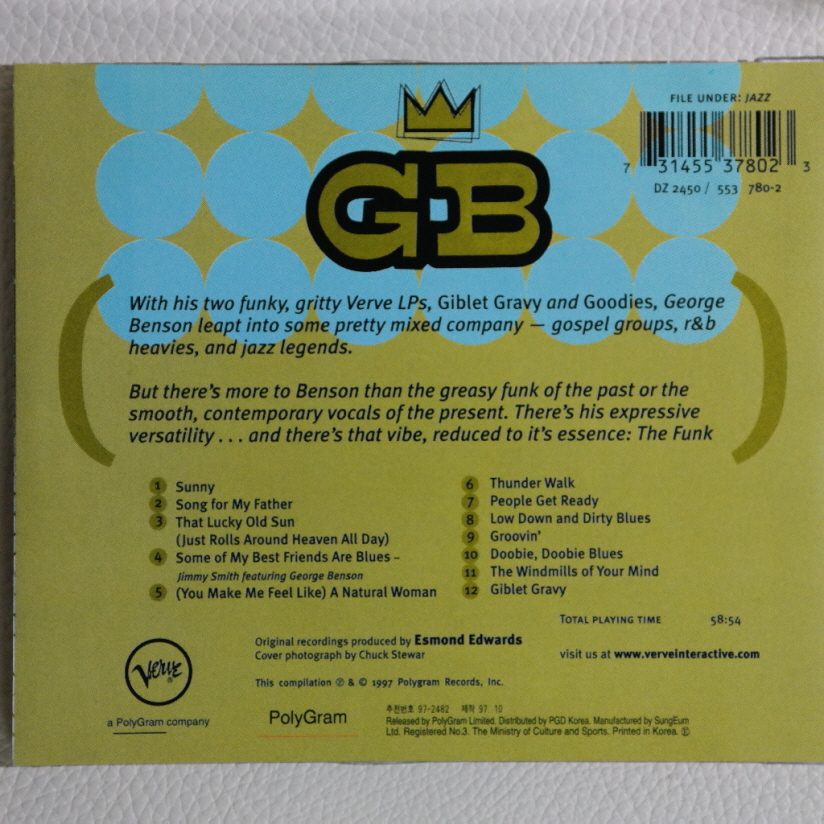 FILE UNDER: JAZZ
7 31455 37802 3
DZ 2450 / 553 780-2
GB
With his two funky, gritty Verve LPs, Giblet Gravy and Goodies, George
Benson leapt into some pretty mixed company — gospel groups, r&b
heavies, and jazz legends.
But there's more to Benson than the greasy funk of the past or the
smooth, contemporary vocals of the present. There's his expressive
versatility . . . and there's that vibe, reduced to it's essence: The Funk
1 Sunny
2 Song for My Father
3 That Lucky Old Sun
(Just Rolls Around Heaven All Day)
4 Some of My Best Friends Are Blues –
Jimmy Smith featuring George Benson
5 (You Make Me Feel Like) A Natural Woman
6 Thunder Walk
7 People Get Ready
8 Low Down and Dirty Blues
9 Groovin'
10 Doobie, Doobie Blues
11 The Windmills of Your Mind
12 Giblet Gravy
TOTAL PLAYING TIME 58:54
Original recordings produced by Esmond Edwards
Cover photograph by Chuck Stewar
visit us at www.verveinteractive.com
This compilation ℗ & © 1997 Polygram Records, Inc.
Verve ®
a PolyGram company
PolyGram
추천번호 97-2482 제작 97 10
Released by PolyGram Limited. Distributed by PGD Korea. Manufactured by SungEum
Ltd. Registered No.3. The Ministry of Culture and Sports. Printed in Korea.